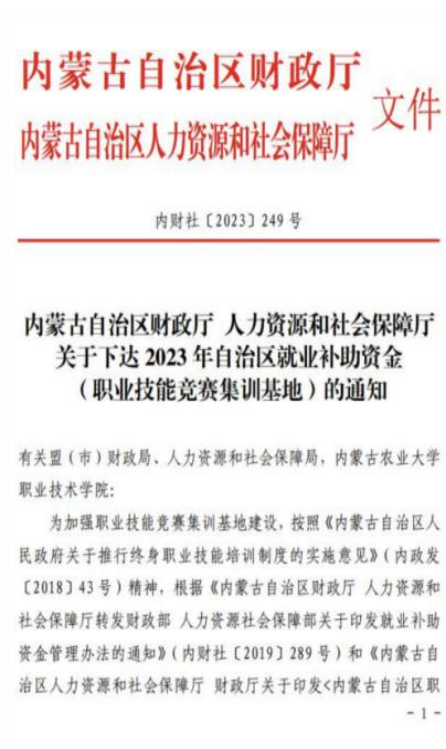 内蒙古自治区财政厅
文件
内蒙古自治区人力资源和社会保障厅
内财社〔2023〕249 号
内蒙古自治区财政厅 人力资源和社会保障厅
关于下达 2023 年自治区就业补助资金
（职业技能竞赛集训基地）的通知
有关盟（市）财政局、人力资源和社会保障局，内蒙古农业大学
职业技术学院：
为加强职业技能竞赛集训基地建设，按照《内蒙古自治区人
民政府关于推行终身职业技能培训制度的实施意见》（内政发
〔2018〕43 号）精神，根据《内蒙古自治区财政厅 人力资源和
社会保障厅转发财政部 人力资源社会保障部关于印发就业补助
资金管理办法的通知》（内财社〔2019〕289 号）和《内蒙古自
治区人力资源和社会保障厅 财政厅关于印发<内蒙古自治区职
- 1 -